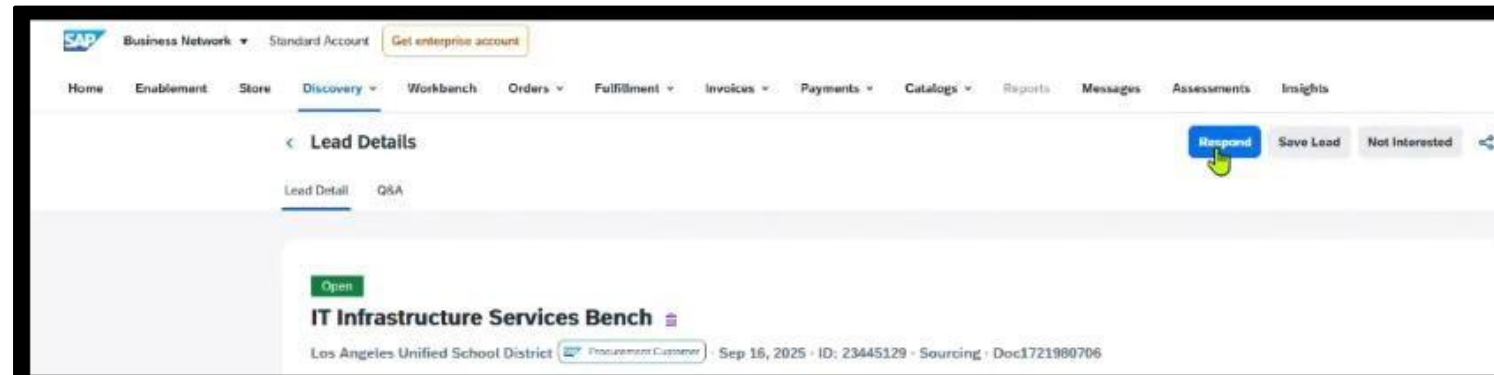 SAP Business Network Standard Account Get enterprise account
Home Enablement Store Discovery Workbench Orders Fulfillment Invoices Payments Catalogs Reports Messages Assessments Insights
Lead Details Respond Save Lead Not Interested
Lead Detail Q&A
Open
IT Infrastructure Services Bench
Los Angeles Unified School District SAP Procurement Customer · Sep 16, 2025 · ID: 23445129 · Sourcing · Doc1721980706